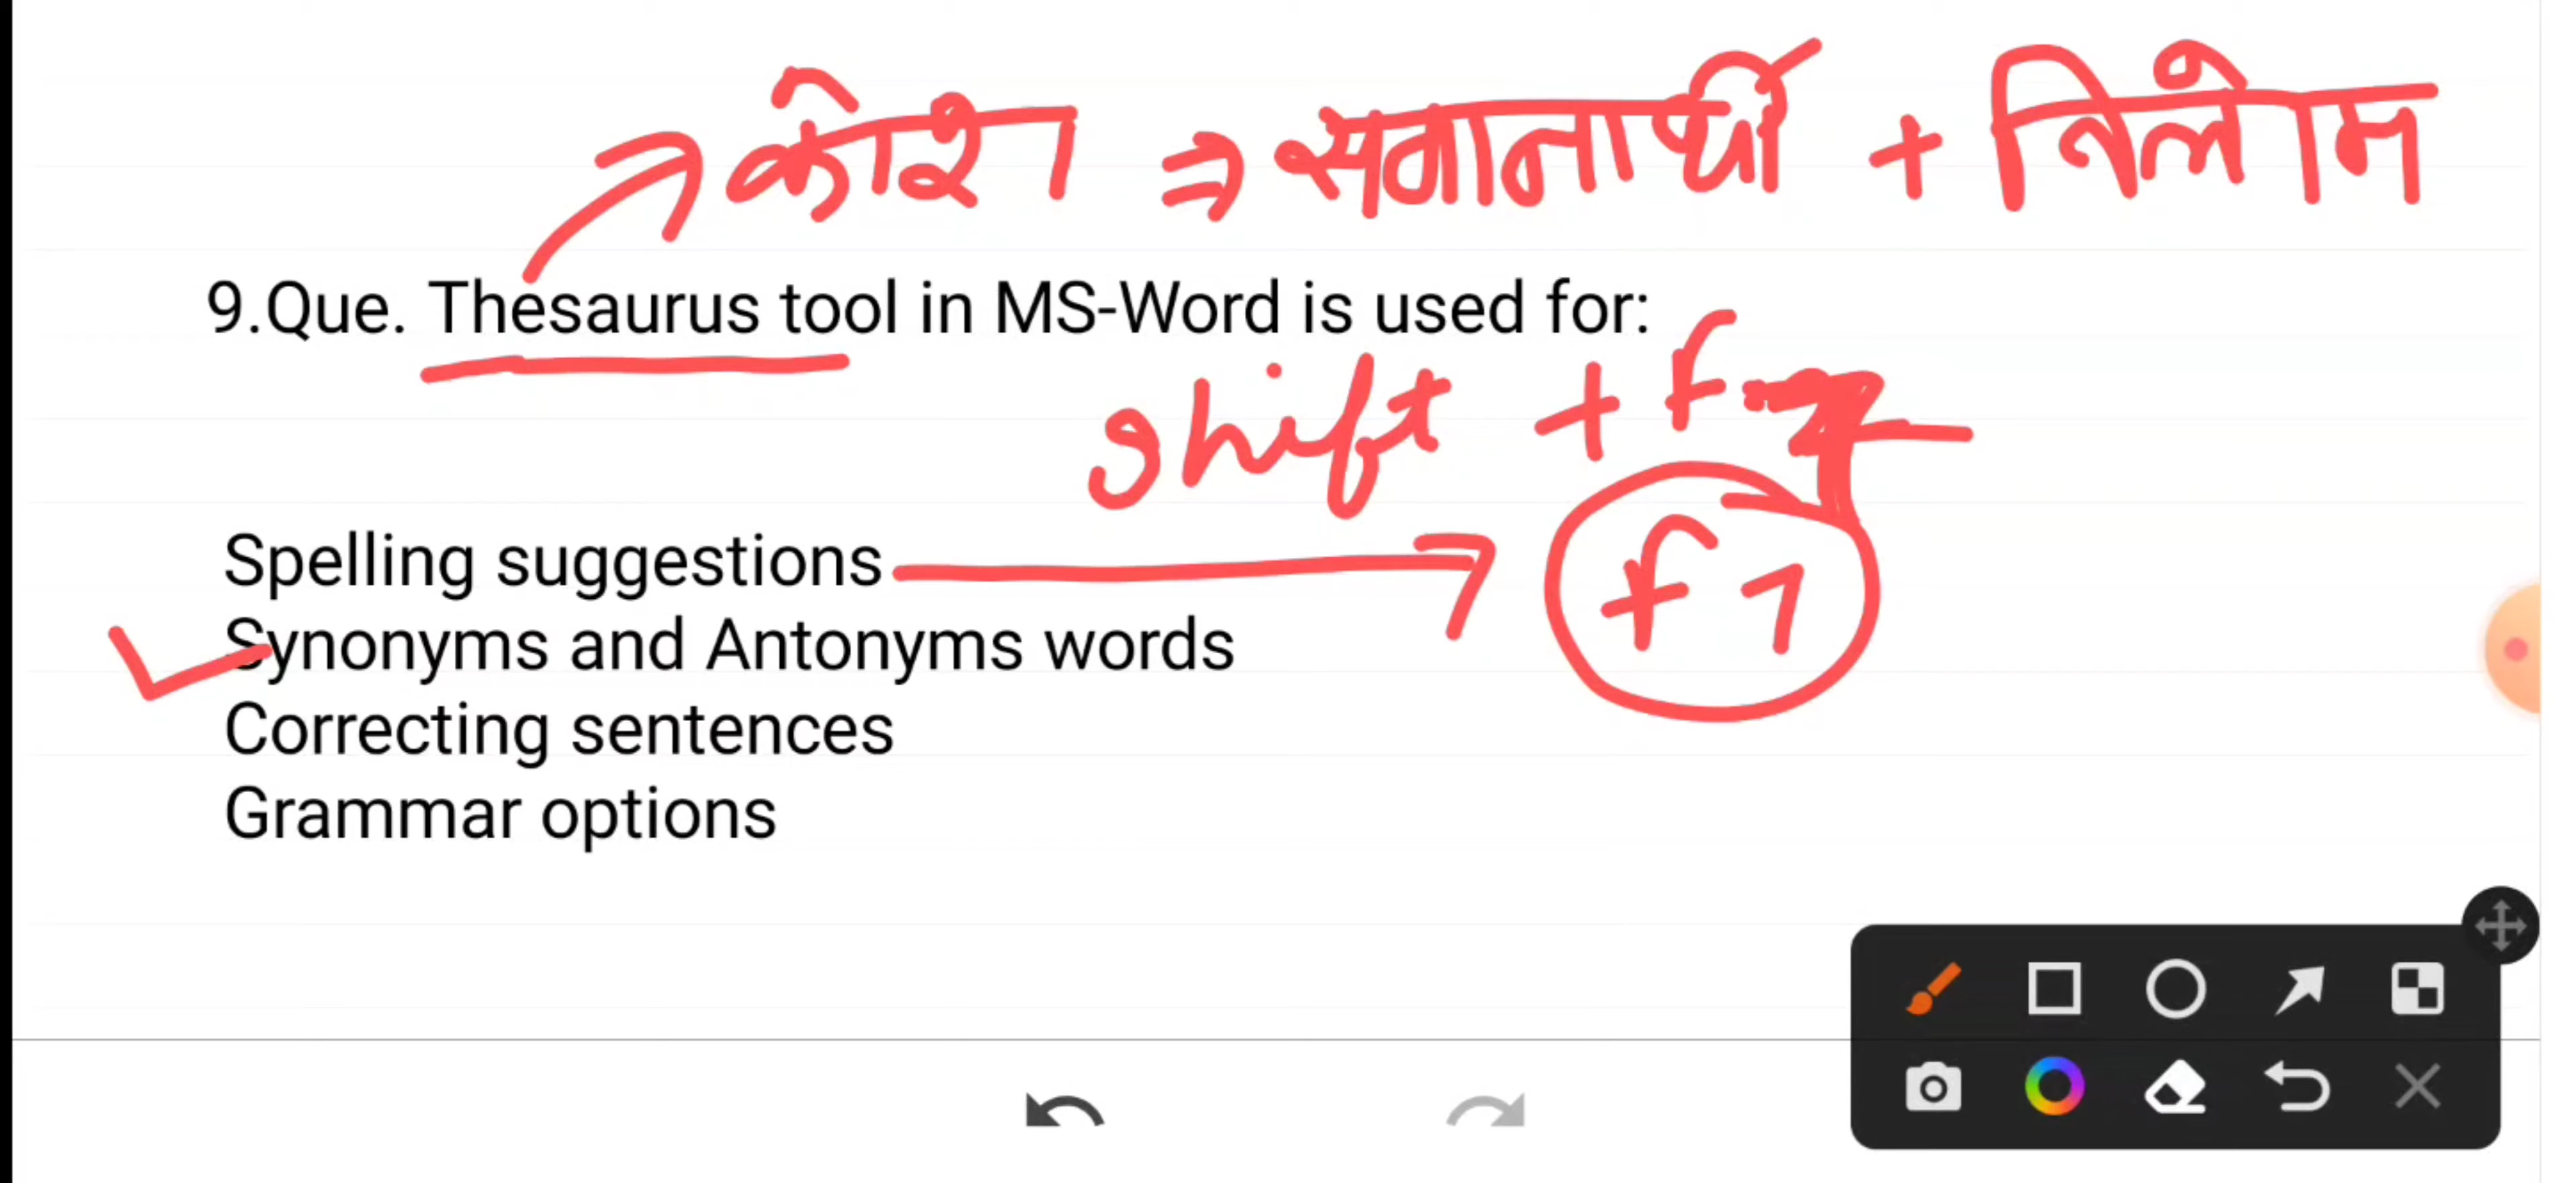 कोश ⇒ समानार्थी + विलोम
9.Que. Thesaurus tool in MS-Word is used for:
shift + f
Spelling suggestions → f7
Synonyms and Antonyms words
Correcting sentences
Grammar options